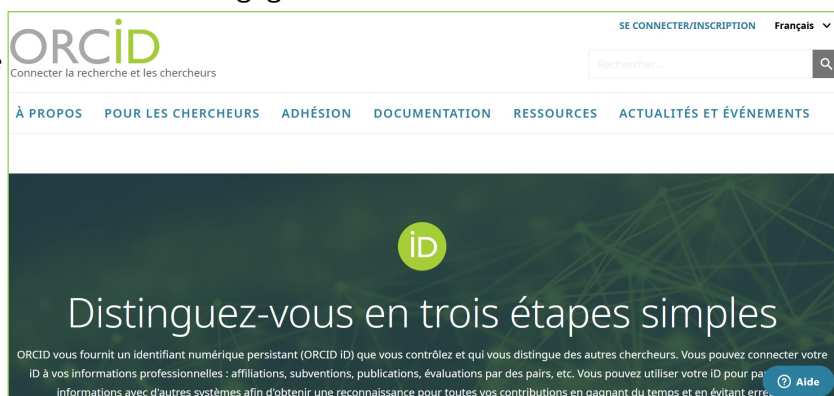 SE CONNECTER/INSCRIPTION Français
ORCID
Connecter la recherche et les chercheurs
Rechercher...
À PROPOS POUR LES CHERCHEURS ADHÉSION DOCUMENTATION RESSOURCES ACTUALITÉS ET ÉVÉNEMENTS
iD
Distinguez-vous en trois étapes simples
ORCID vous fournit un identifiant numérique persistant (ORCID iD) que vous contrôlez et qui vous distingue des autres chercheurs. Vous pouvez connecter votre
iD à vos informations professionnelles : affiliations, subventions, publications, évaluations par des pairs, etc. Vous pouvez utiliser votre iD pour
informations avec d'autres systèmes afin d'obtenir une reconnaissance pour toutes vos contributions en gagnant du temps et en évitant
Aide